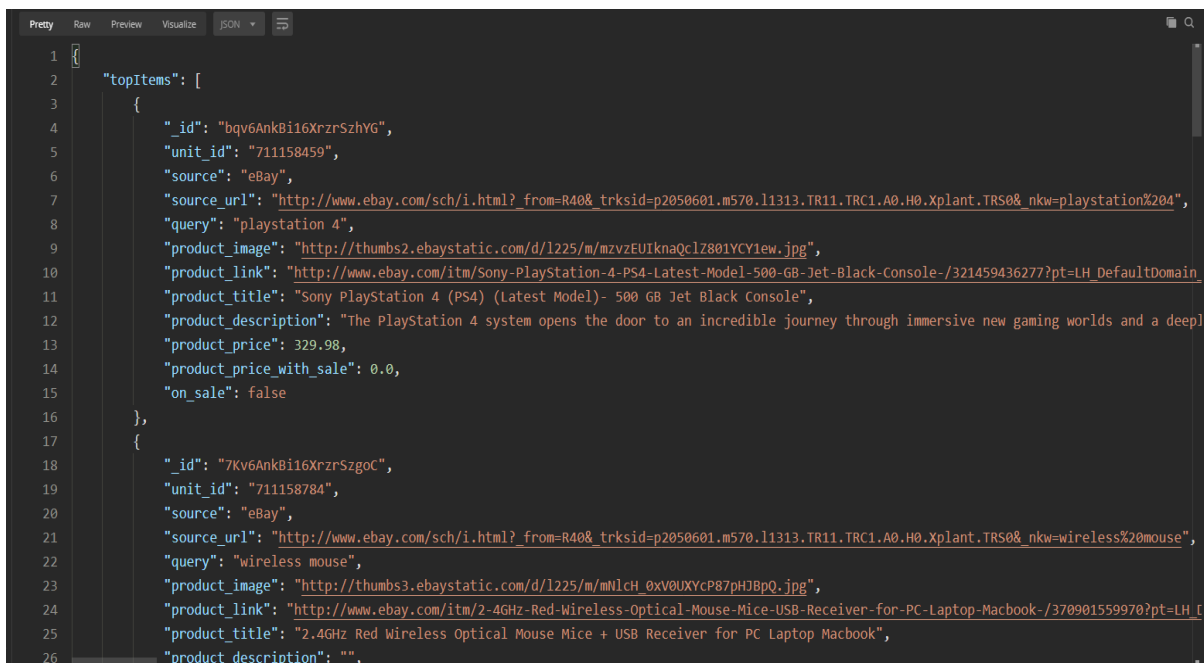 Pretty Raw Preview Visualize JSON
1 {
2 "topItems": [
3 {
4 "_id": "bqv6AnkBi16XrzrSzhYG",
5 "unit_id": "711158459",
6 "source": "eBay",
7 "source_url": "http://www.ebay.com/sch/i.html?_from=R40&_trksid=p2050601.m570.l1313.TR11.TRC1.A0.H0.Xplant.TRS0&_nkw=playstation%204",
8 "query": "playstation 4",
9 "product_image": "http://thumbs2.ebaystatic.com/d/l225/m/mzvzEUIknaQclZ801YCY1ew.jpg",
10 "product_link": "http://www.ebay.com/itm/Sony-PlayStation-4-PS4-Latest-Model-500-GB-Jet-Black-Console-/321459436277?pt=LH_DefaultDomain_
11 "product_title": "Sony PlayStation 4 (PS4) (Latest Model)- 500 GB Jet Black Console",
12 "product_description": "The PlayStation 4 system opens the door to an incredible journey through immersive new gaming worlds and a deepl
13 "product_price": 329.98,
14 "product_price_with_sale": 0.0,
15 "on_sale": false
16 },
17 {
18 "_id": "7Kv6AnkBi16XrzrSzgoC",
19 "unit_id": "711158784",
20 "source": "eBay",
21 "source_url": "http://www.ebay.com/sch/i.html?_from=R40&_trksid=p2050601.m570.l1313.TR11.TRC1.A0.H0.Xplant.TRS0&_nkw=wireless%20mouse",
22 "query": "wireless mouse",
23 "product_image": "http://thumbs3.ebaystatic.com/d/l225/m/mNlcH_0xV0UXYcP87pHJBpQ.jpg",
24 "product_link": "http://www.ebay.com/itm/2-4GHz-Red-Wireless-Optical-Mouse-Mice-USB-Receiver-for-PC-Laptop-Macbook-/370901559970?pt=LH_D
25 "product_title": "2.4GHz Red Wireless Optical Mouse Mice + USB Receiver for PC Laptop Macbook",
26 "product_description": "",